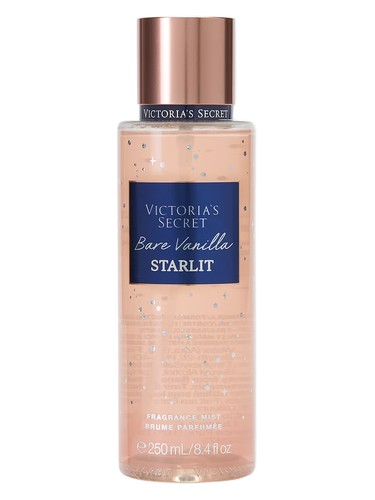 VICTORIA'S SECRET
VICTORIA'S
SECRET
Bare Vanilla
STARLIT
FRAGRANCE MIST
BRUME PARFUMÉE
℮ 250 mL/8.4 fl oz